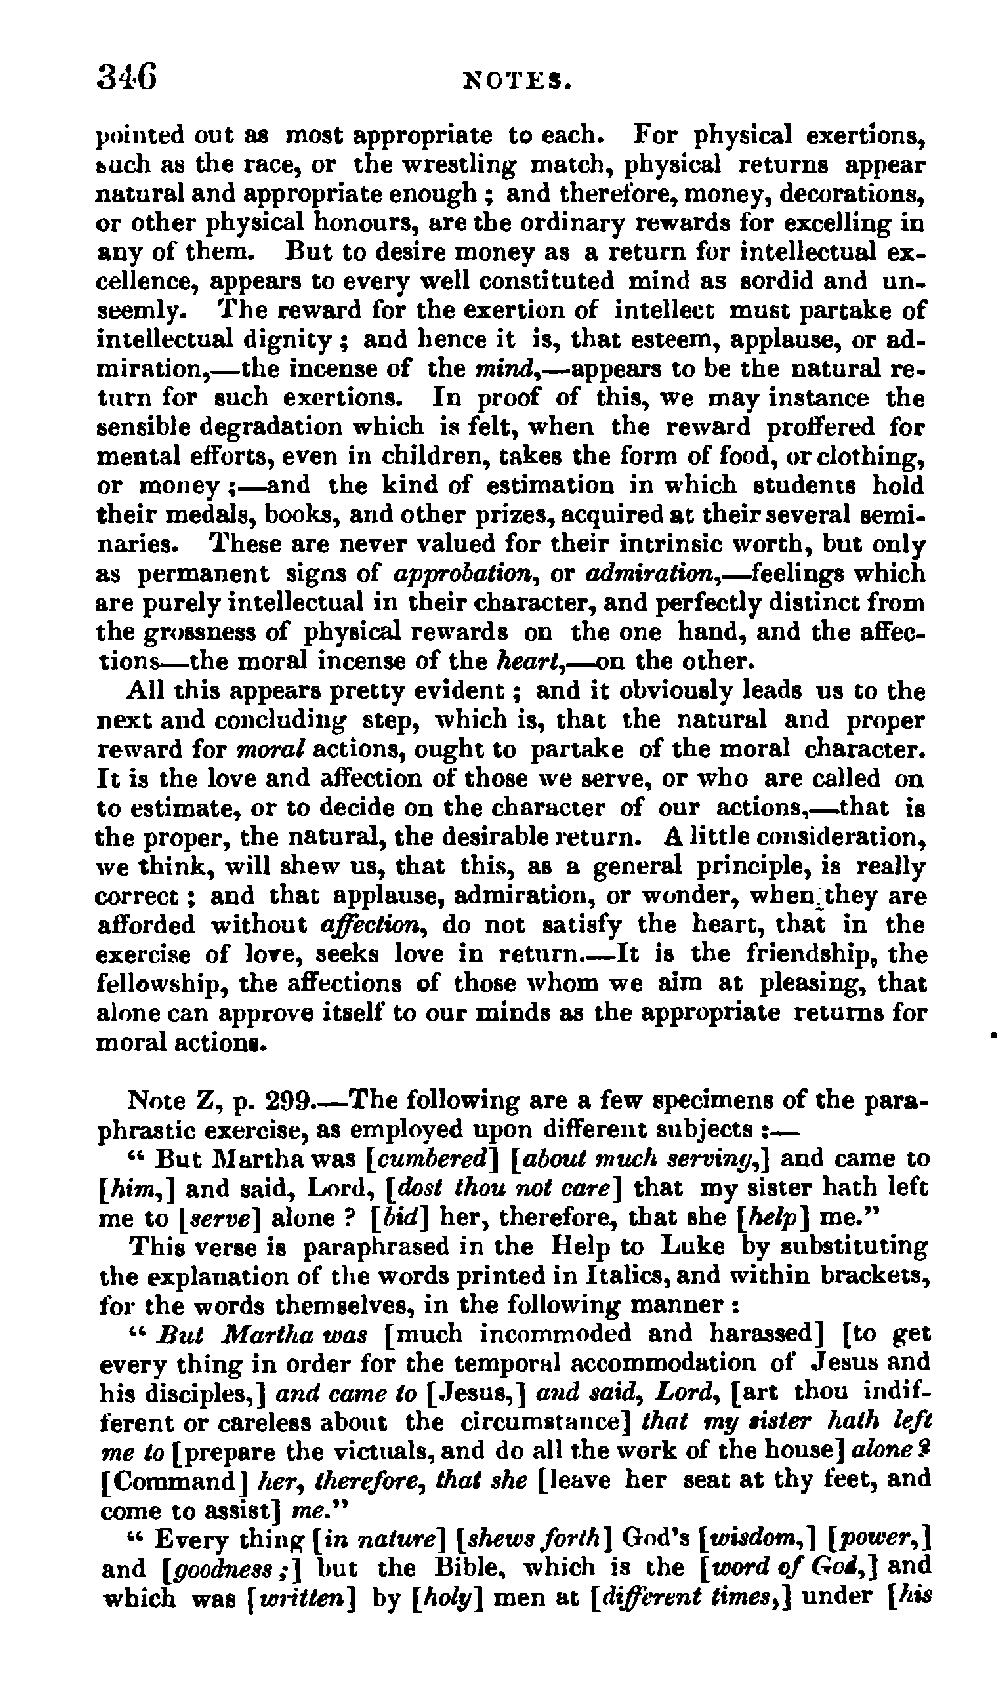 346 NOTES.
pointed out as most appropriate to each. For physical exertions,
such as the race, or the wrestling match, physical returns appear
natural and appropriate enough ; and therefore, money, decorations,
or other physical honours, are the ordinary rewards for excelling in
any of them. But to desire money as a return for intellectual ex-
cellence, appears to every well constituted mind as sordid and un-
seemly. The reward for the exertion of intellect must partake of
intellectual dignity ; and hence it is, that esteem, applause, or ad-
miration,—the incense of the mind,—appears to be the natural re-
turn for such exertions. In proof of this, we may instance the
sensible degradation which is felt, when the reward proffered for
mental efforts, even in children, takes the form of food, or clothing,
or money ;—and the kind of estimation in which students hold
their medals, books, and other prizes, acquired at their several semi-
naries. These are never valued for their intrinsic worth, but only
as permanent signs of approbation, or admiration,—feelings which
are purely intellectual in their character, and perfectly distinct from
the grossness of physical rewards on the one hand, and the affec-
tions—the moral incense of the heart,—on the other.
All this appears pretty evident ; and it obviously leads us to the
next and concluding step, which is, that the natural and proper
reward for moral actions, ought to partake of the moral character.
It is the love and affection of those we serve, or who are called on
to estimate, or to decide on the character of our actions,—that is
the proper, the natural, the desirable return. A little consideration,
we think, will shew us, that this, as a general principle, is really
correct ; and that applause, admiration, or wonder, when they are
afforded without affection, do not satisfy the heart, that in the
exercise of love, seeks love in return.—It is the friendship, the
fellowship, the affections of those whom we aim at pleasing, that
alone can approve itself to our minds as the appropriate returns for
moral actions.
Note Z, p. 299.—The following are a few specimens of the para-
phrastic exercise, as employed upon different subjects :—
“ But Martha was [cumbered] [about much serving,] and came to
[him,] and said, Lord, [dost thou not care] that my sister hath left
me to [serve] alone ? [bid] her, therefore, that she [help] me.”
This verse is paraphrased in the Help to Luke by substituting
the explanation of the words printed in Italics, and within brackets,
for the words themselves, in the following manner :
“ But Martha was [much incommoded and harassed] [to get
every thing in order for the temporal accommodation of Jesus and
his disciples,] and came to [Jesus,] and said, Lord, [art thou indif-
ferent or careless about the circumstance] that my sister hath left
me to [prepare the victuals, and do all the work of the house] alone ?
[Command] her, therefore, that she [leave her seat at thy feet, and
come to assist] me.”
“ Every thing [in nature] [shews forth] God's [wisdom,] [power,]
and [goodness ;] but the Bible, which is the [word of God,] and
which was [written] by [holy] men at [different times,] under [his